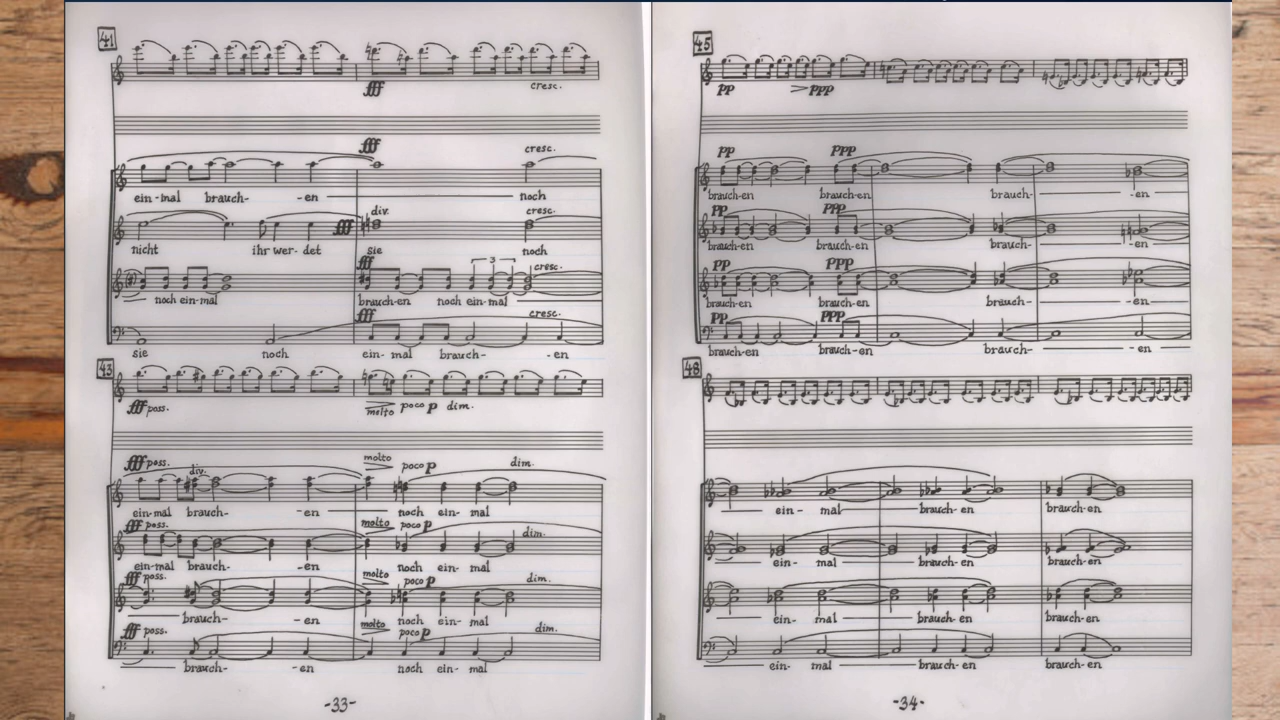 41
fff cresc.
fff cresc.
ein-mal brauch- -en noch
div. cresc.
fff
nicht ihr wer-det sie noch
fff 3 cresc.
noch ein-mal brauch-en noch ein-mal
fff cresc.
sie noch ein- mal brauch- -en
43
fff poss. molto poco p dim.
fff poss. div. molto poco p dim.
ein-mal brauch- -en noch ein- mal
fff poss. molto poco p dim.
ein-mal brauch- -en noch ein- mal
fff poss. molto poco p dim.
brauch- -en noch ein- mal
fff poss. molto poco p dim.
brauch- -en noch ein- mal
-33-
45
pp ppp
pp ppp
brauch-en brauch-en brauch- -en
pp ppp
brauch-en brauch-en brauch- en
pp ppp
brauch-en brauch-en brauch- -en
pp ppp
brauch-en brauch-en brauch- -en
48
ein- mal brauch-en brauch-en
ein- mal brauch-en brauch-en
ein- mal brauch-en brauch-en
ein- mal brauch-en brauch-en
-34-